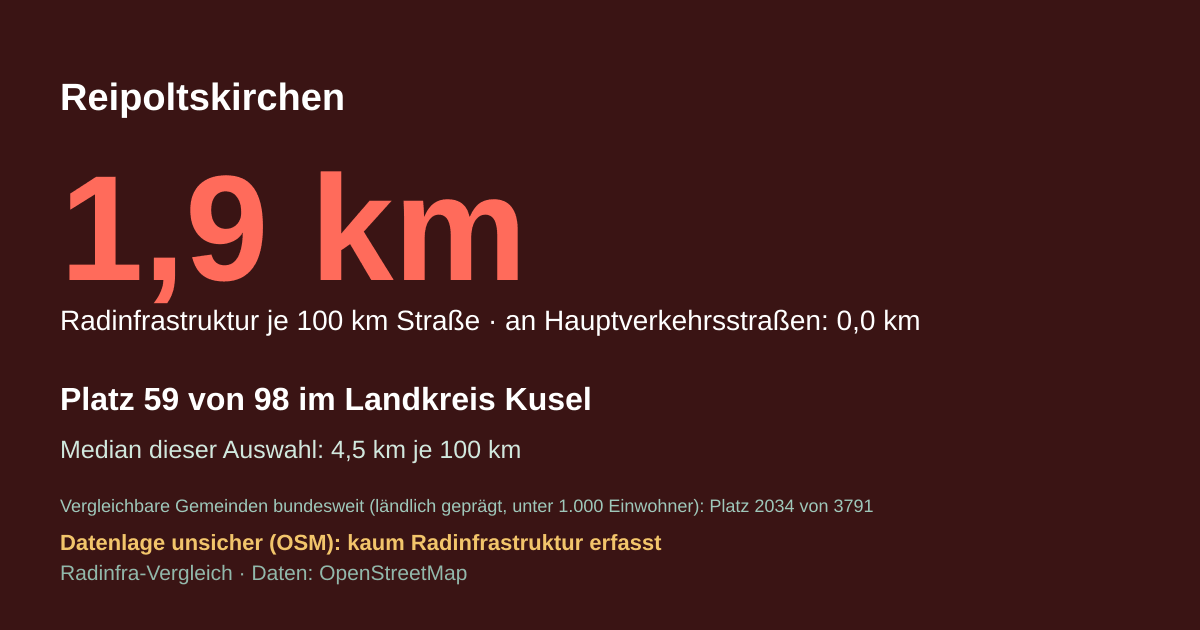 Reipoltskirchen
1,9 km
Radinfrastruktur je 100 km Straße · an Hauptverkehrsstraßen: 0,0 km
Platz 59 von 98 im Landkreis Kusel
Median dieser Auswahl: 4,5 km je 100 km
Vergleichbare Gemeinden bundesweit (ländlich geprägt, unter 1.000 Einwohner): Platz 2034 von 3791
Datenlage unsicher (OSM): kaum Radinfrastruktur erfasst
Radinfra-Vergleich · Daten: OpenStreetMap